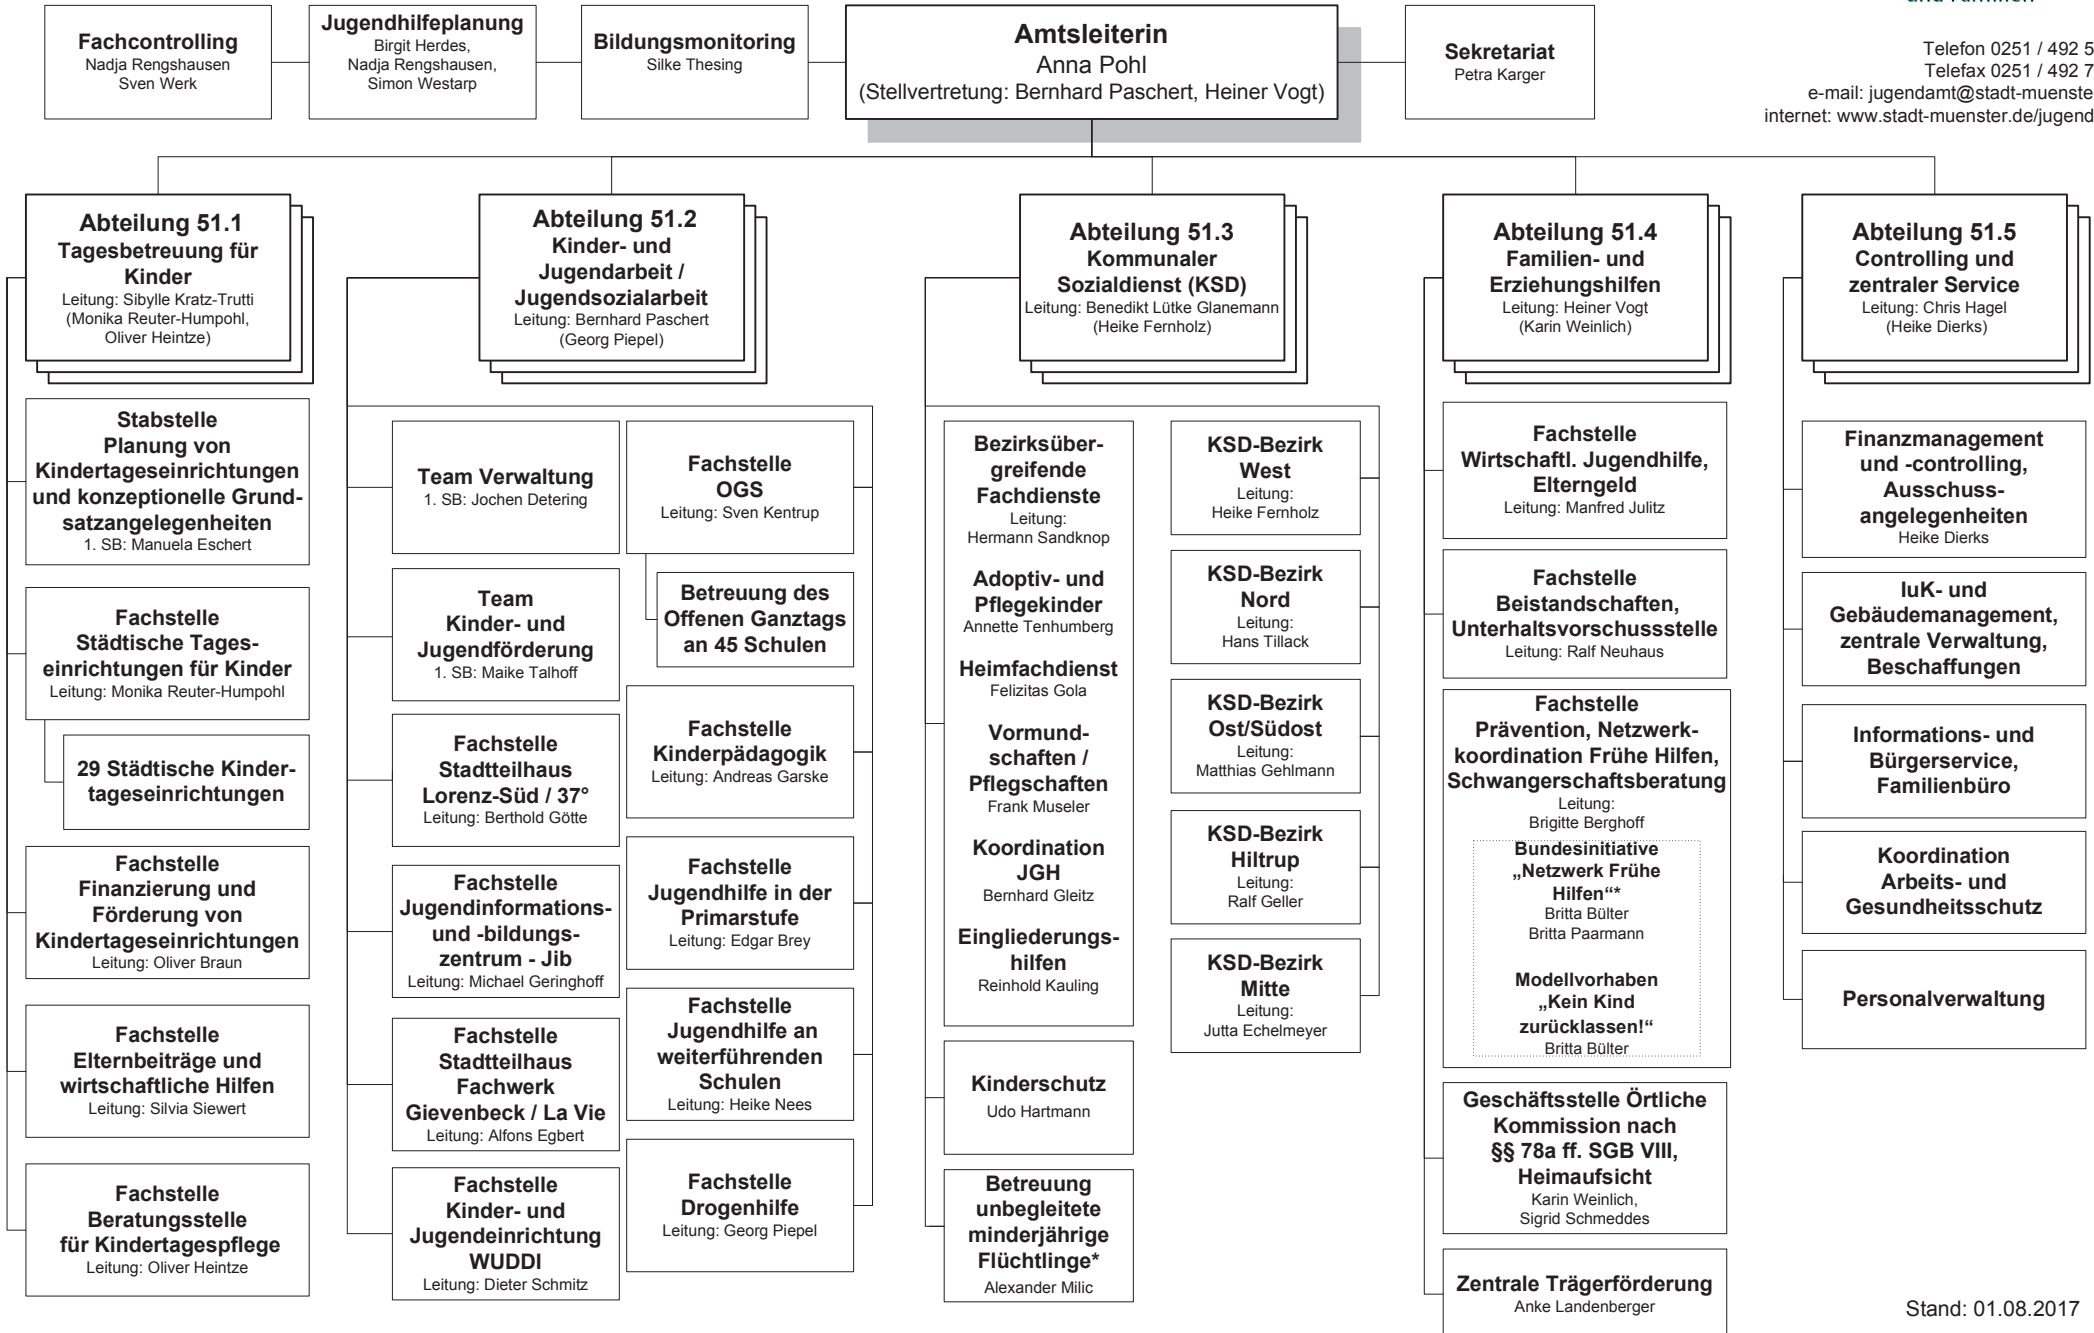 und Familien
Telefon 0251 / 492 5
Telefax 0251 / 492 7
e-mail: jugendamt@stadt-muenste
internet: www.stadt-muenster.de/jugend
Fachcontrolling
Nadja Rengshausen
Sven Werk
Jugendhilfeplanung
Birgit Herdes,
Nadja Rengshausen,
Simon Westarp
Bildungsmonitoring
Silke Thesing
Amtsleiterin
Anna Pohl
(Stellvertretung: Bernhard Paschert, Heiner Vogt)
Sekretariat
Petra Karger
Abteilung 51.1
Tagesbetreuung für
Kinder
Leitung: Sibylle Kratz-Trutti
(Monika Reuter-Humpohl,
Oliver Heintze)
Stabstelle
Planung von
Kindertageseinrichtungen
und konzeptionelle Grund-
satzangelegenheiten
1. SB: Manuela Eschert
Fachstelle
Städtische Tages-
einrichtungen für Kinder
Leitung: Monika Reuter-Humpohl
29 Städtische Kinder-
tageseinrichtungen
Fachstelle
Finanzierung und
Förderung von
Kindertageseinrichtungen
Leitung: Oliver Braun
Fachstelle
Elternbeiträge und
wirtschaftliche Hilfen
Leitung: Silvia Siewert
Fachstelle
Beratungsstelle
für Kindertagespflege
Leitung: Oliver Heintze
Abteilung 51.2
Kinder- und
Jugendarbeit /
Jugendsozialarbeit
Leitung: Bernhard Paschert
(Georg Piepel)
Team Verwaltung
1. SB: Jochen Detering
Team
Kinder- und
Jugendförderung
1. SB: Maike Talhoff
Fachstelle
Stadtteilhaus
Lorenz-Süd / 37°
Leitung: Berthold Götte
Fachstelle
Jugendinformations-
und -bildungs-
zentrum - Jib
Leitung: Michael Geringhoff
Fachstelle
Stadtteilhaus
Fachwerk
Gievenbeck / La Vie
Leitung: Alfons Egbert
Fachstelle
Kinder- und
Jugendeinrichtung
WUDDI
Leitung: Dieter Schmitz
Fachstelle
OGS
Leitung: Sven Kentrup
Betreuung des
Offenen Ganztags
an 45 Schulen
Fachstelle
Kinderpädagogik
Leitung: Andreas Garske
Fachstelle
Jugendhilfe in der
Primarstufe
Leitung: Edgar Brey
Fachstelle
Jugendhilfe an
weiterführenden
Schulen
Leitung: Heike Nees
Fachstelle
Drogenhilfe
Leitung: Georg Piepel
Abteilung 51.3
Kommunaler
Sozialdienst (KSD)
Leitung: Benedikt Lütke Glanemann
(Heike Fernholz)
Bezirksüber-
greifende
Fachdienste
Leitung:
Hermann Sandknop
Adoptiv- und
Pflegekinder
Annette Tenhumberg
Heimfachdienst
Felizitas Gola
Vormund-
schaften /
Pflegschaften
Frank Museler
Koordination
JGH
Bernhard Gleitz
Eingliederungs-
hilfen
Reinhold Kauling
Kinderschutz
Udo Hartmann
Betreuung
unbegleitete
minderjährige
Flüchtlinge*
Alexander Milic
KSD-Bezirk
West
Leitung:
Heike Fernholz
KSD-Bezirk
Nord
Leitung:
Hans Tillack
KSD-Bezirk
Ost/Südost
Leitung:
Matthias Gehlmann
KSD-Bezirk
Hiltrup
Leitung:
Ralf Geller
KSD-Bezirk
Mitte
Leitung:
Jutta Echelmeyer
Abteilung 51.4
Familien- und
Erziehungshilfen
Leitung: Heiner Vogt
(Karin Weinlich)
Fachstelle
Wirtschaftl. Jugendhilfe,
Elterngeld
Leitung: Manfred Julitz
Fachstelle
Beistandschaften,
Unterhaltsvorschussstelle
Leitung: Ralf Neuhaus
Fachstelle
Prävention, Netzwerk-
koordination Frühe Hilfen,
Schwangerschaftsberatung
Leitung:
Brigitte Berghoff
Bundesinitiative
„Netzwerk Frühe
Hilfen“*
Britta Bülter
Britta Paarmann
Modellvorhaben
„Kein Kind
zurücklassen!“
Britta Bülter
Geschäftsstelle Örtliche
Kommission nach
§§ 78a ff. SGB VIII,
Heimaufsicht
Karin Weinlich,
Sigrid Schmeddes
Zentrale Trägerförderung
Anke Landenberger
Abteilung 51.5
Controlling und
zentraler Service
Leitung: Chris Hagel
(Heike Dierks)
Finanzmanagement
und -controlling,
Ausschuss-
angelegenheiten
Heike Dierks
IuK- und
Gebäudemanagement,
zentrale Verwaltung,
Beschaffungen
Informations- und
Bürgerservice,
Familienbüro
Koordination
Arbeits- und
Gesundheitsschutz
Personalverwaltung
Stand: 01.08.2017